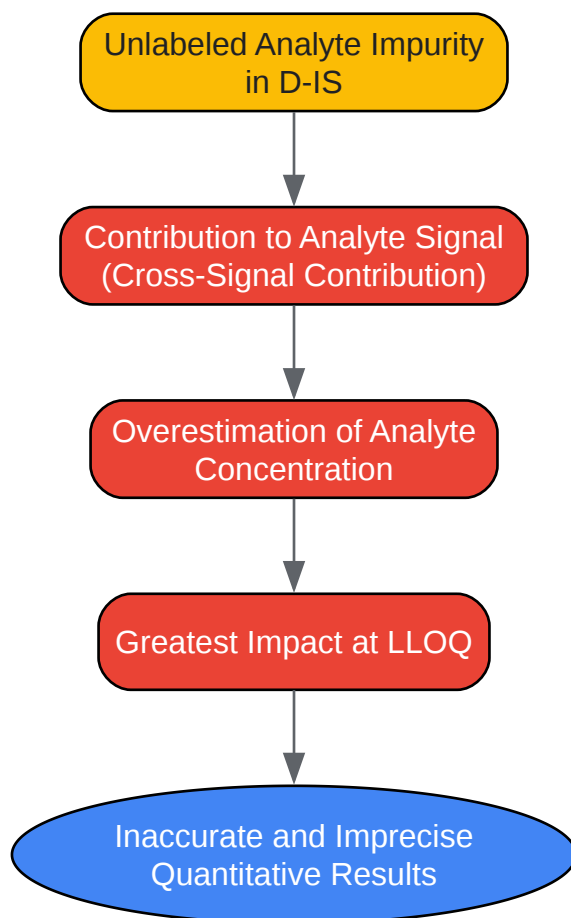 Unlabeled Analyte Impurity
in D-IS
Contribution to Analyte Signal
(Cross-Signal Contribution)
Overestimation of Analyte
Concentration
Greatest Impact at LLOQ
Inaccurate and Imprecise
Quantitative Results